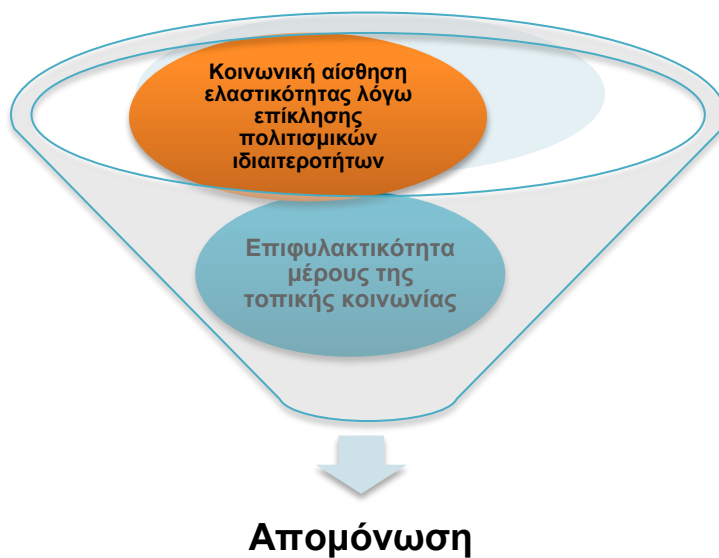 Κοινωνική αίσθηση
ελαστικότητας λόγω
επίκλησης
πολιτισμικών
ιδιαιτεροτήτων
Επιφυλακτικότητα
μέρους της
τοπικής κοινωνίας
Απομόνωση